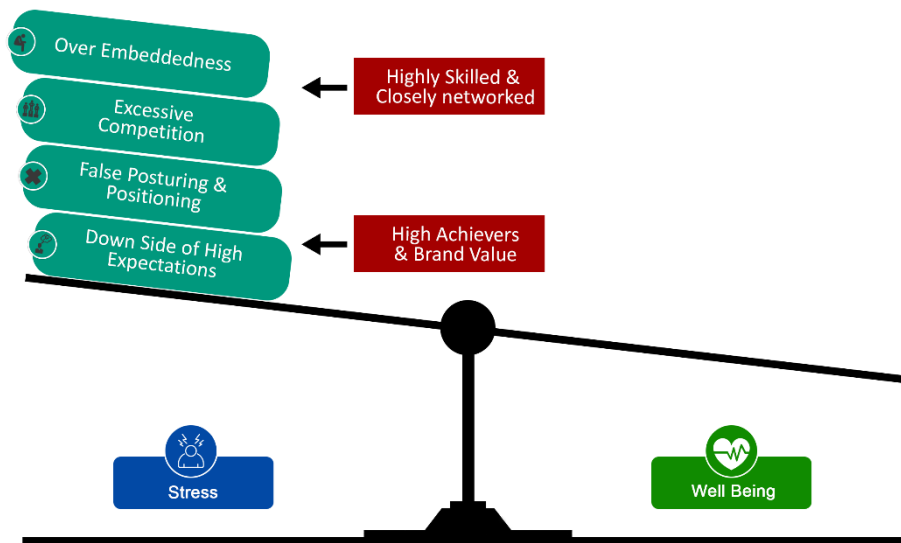 Over Embeddedness
Highly Skilled &
Closely networked
Excessive
Competition
False Posturing &
Positioning
High Achievers
& Brand Value
Down Side of High
Expectations
Stress
Well Being